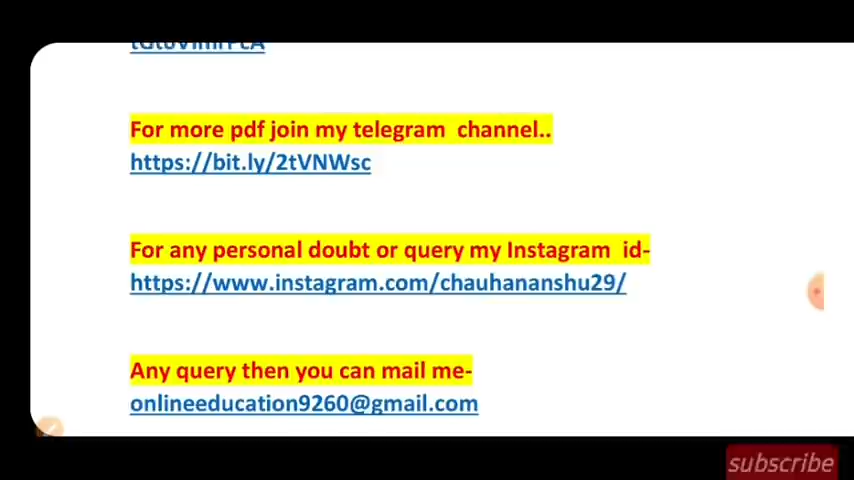 For more pdf join my telegram channel..
https://bit.ly/2tVNWsc
For any personal doubt or query my Instagram id-
https://www.instagram.com/chauhananshu29/
Any query then you can mail me-
onlineeducation9260@gmail.com
subscribe